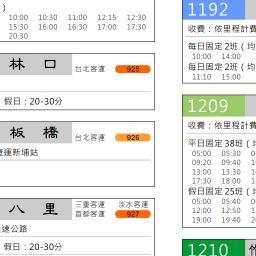 )
10:00 10:30 11:00 12:15 12:30
15:30 16:00 16:30 17:00 17:30
20:30
林 口
台北客運
925
假日：20-30分
板 橋
台北客運
926
捷運新埔站
八 里
三重客運 淡水客運
首都客運
927
速公路
假日：20-30分
1192
收費：依里程計費
每日固定 2班 ( 均
10:00 14:00
每日固定 2班 ( 均
11:10 15:00
1209
收費：依里程計費
平日固定 38班 (
05:00 05:30
09:20 09:40
13:00 13:30
17:30 18:00
假日固定 25班 (
05:00 05:40
12:00 12:50
19:00 19:40
1210